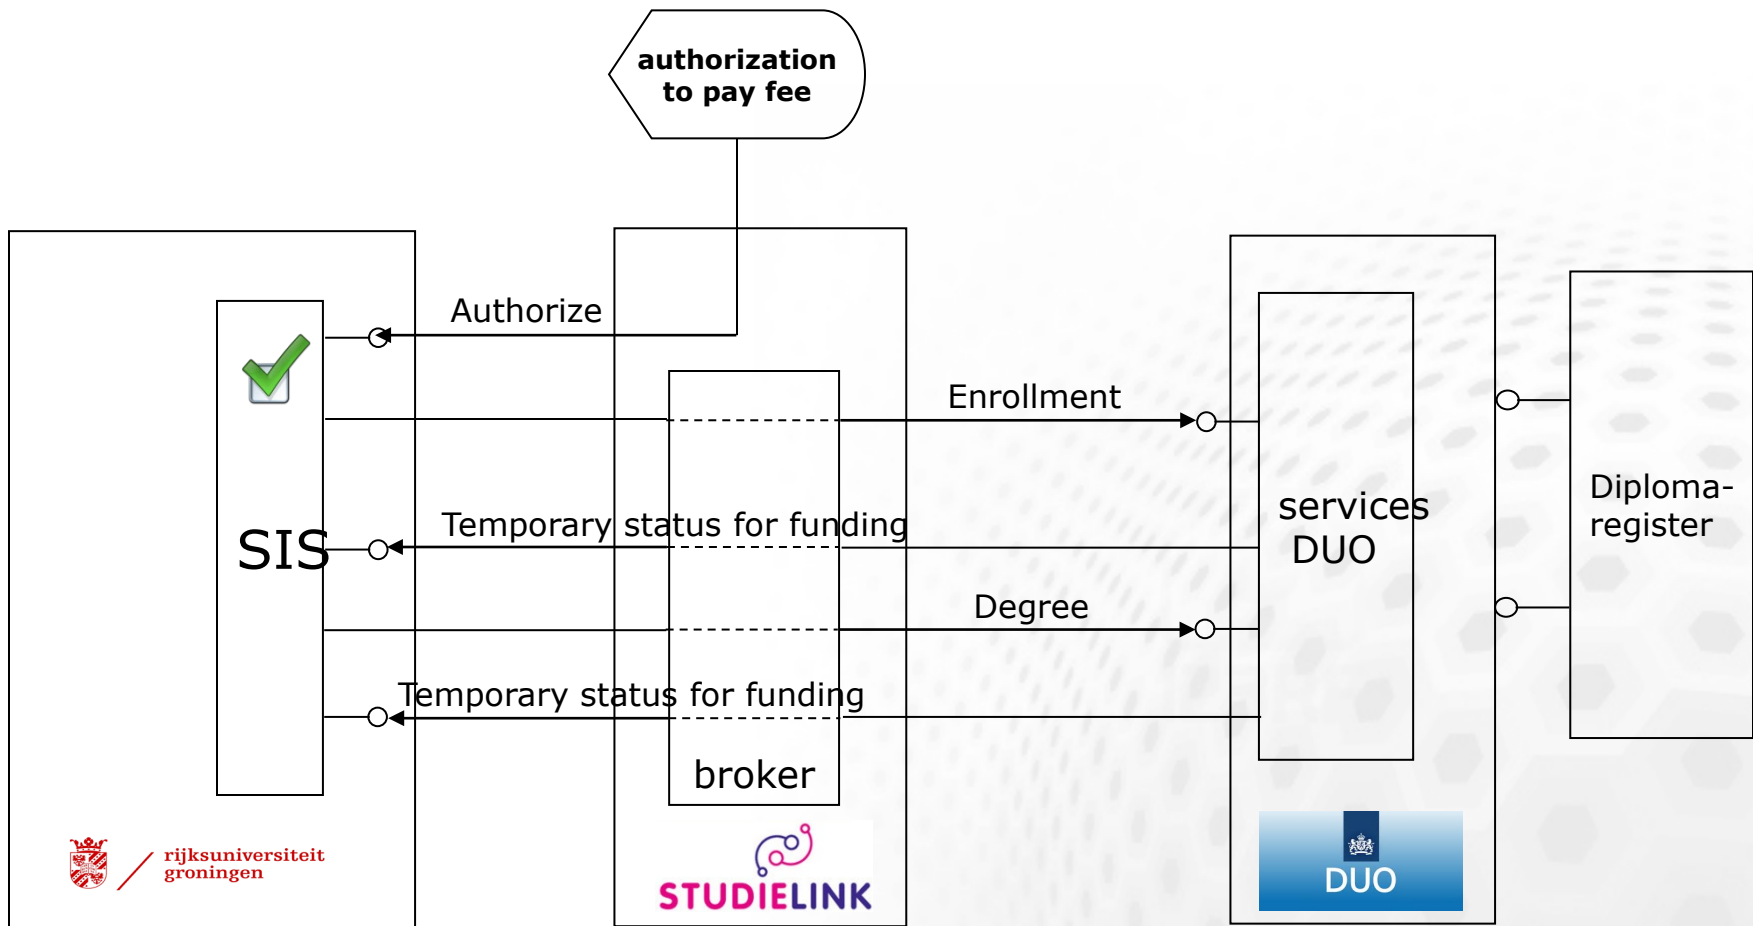 authorization
to pay fee
Authorize
Enrollment
Temporary status for funding
SIS
services
DUO
Diploma-
register
Degree
Temporary status for funding
broker
rijksuniversiteit
groningen
STUDIELINK
DUO